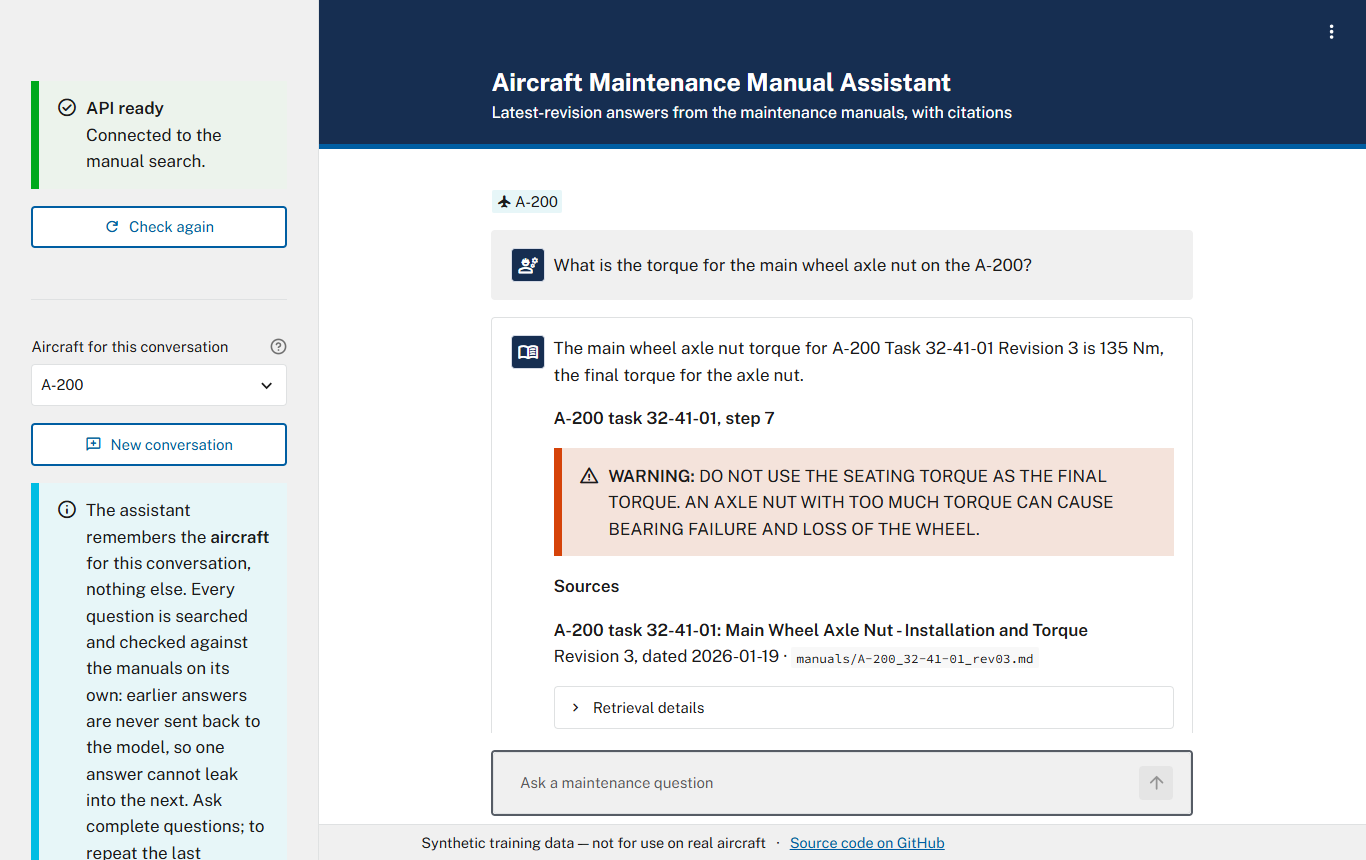 API ready
Connected to the
manual search.
Check again
Aircraft for this conversation
A-200
New conversation
The assistant
remembers the aircraft
for this conversation,
nothing else. Every
question is searched
and checked against
the manuals on its
own: earlier answers
are never sent back to
the model, so one
answer cannot leak
into the next. Ask
complete questions; to
repeat the last
Aircraft Maintenance Manual Assistant
Latest-revision answers from the maintenance manuals, with citations
A-200
What is the torque for the main wheel axle nut on the A-200?
The main wheel axle nut torque for A-200 Task 32-41-01 Revision 3 is 135 Nm,
the final torque for the axle nut.
A-200 task 32-41-01, step 7
WARNING: DO NOT USE THE SEATING TORQUE AS THE FINAL
TORQUE. AN AXLE NUT WITH TOO MUCH TORQUE CAN CAUSE
BEARING FAILURE AND LOSS OF THE WHEEL.
Sources
A-200 task 32-41-01: Main Wheel Axle Nut - Installation and Torque
Revision 3, dated 2026-01-19 · manuals/A-200_32-41-01_rev03.md
Retrieval details
Ask a maintenance question
Synthetic training data — not for use on real aircraft · Source code on GitHub